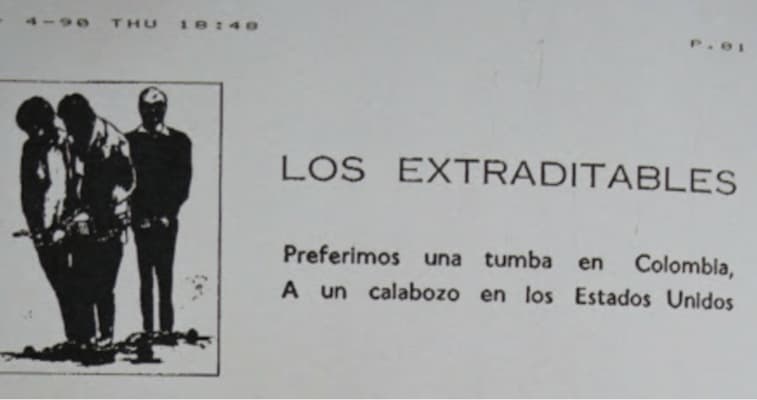 4-90 THU 18:48
P.01
LOS EXTRADITABLES
Preferimos una tumba en Colombia,
A un calabozo en los Estados Unidos